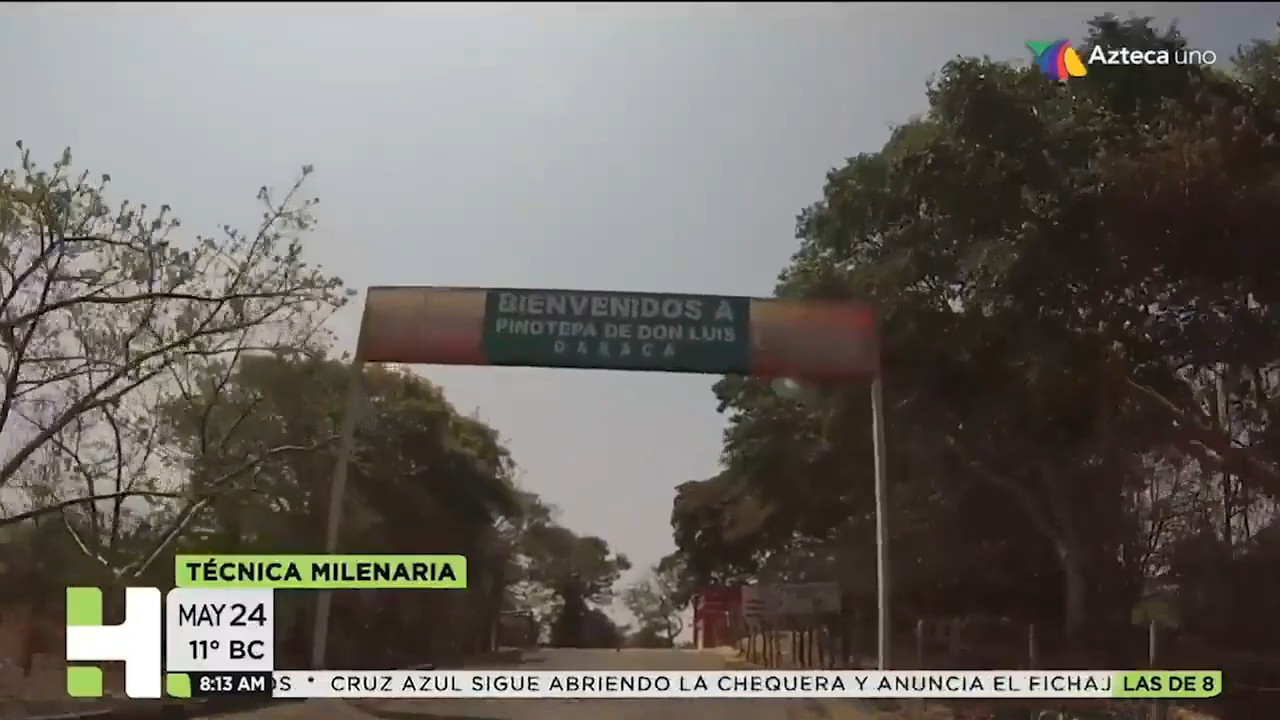 Azteca uno
BIENVENIDOS A
PINOTEPA DE DON LUIS
OAXACA
TÉCNICA MILENARIA
MAY 24
11° BC
8:13 AM
OS * CRUZ AZUL SIGUE ABRIENDO LA CHEQUERA Y ANUNCIA EL FICHAJ
LAS DE 8